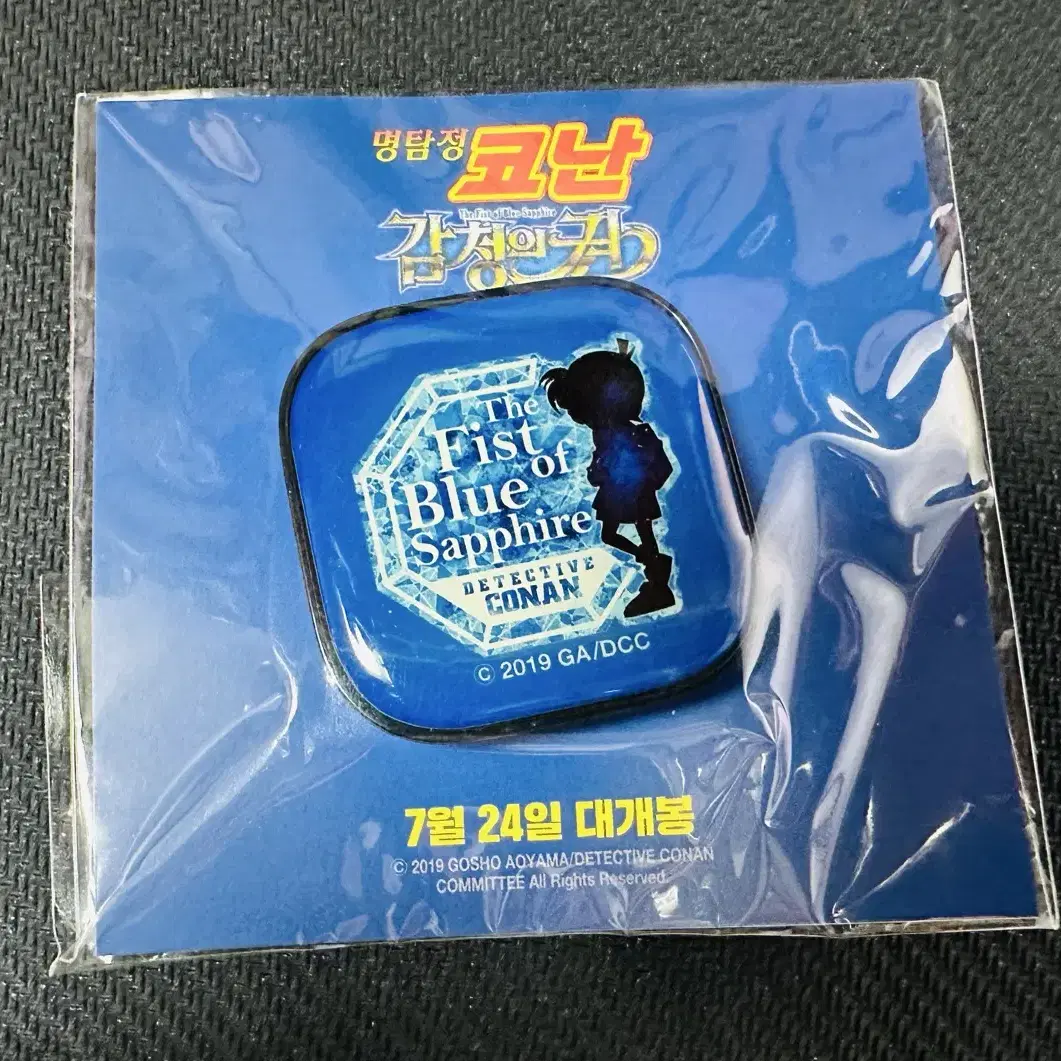 명탐정 코난
The Fist of Blue Sapphire
감청의 권
The
Fist
of
Blue
Sapphire
DETECTIVE
CONAN
© 2019 GA/DCC
7월 24일 대개봉
© 2019 GOSHO AOYAMA/DETECTIVE CONAN
COMMITTEE All Rights Reserved.